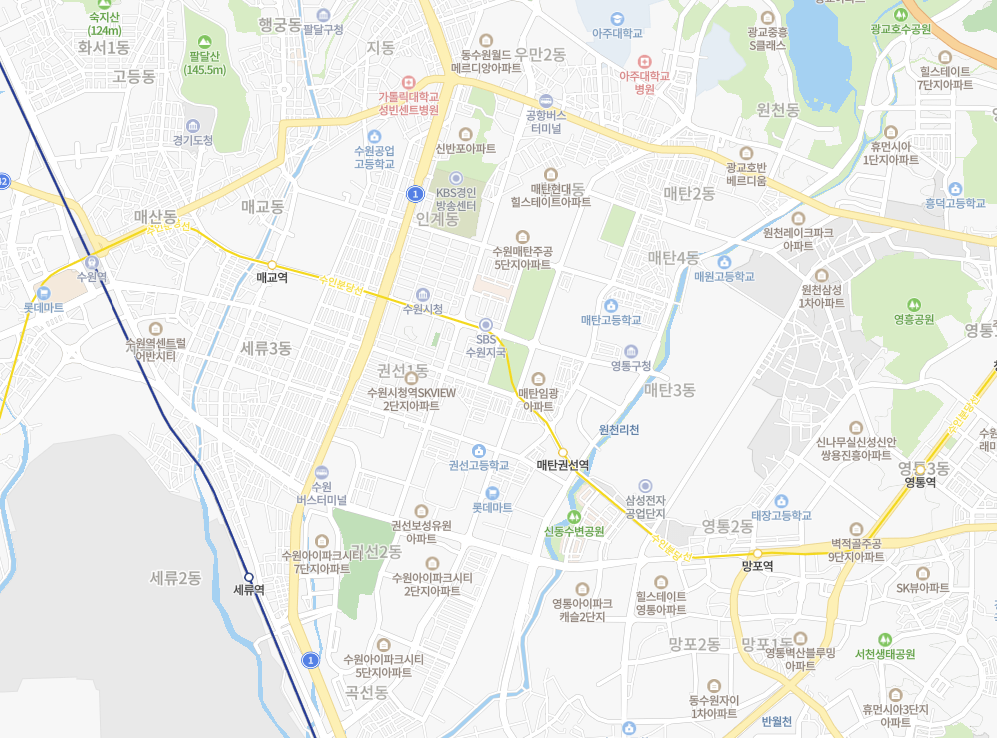 숙지산
(124m)
화서1동
고등동
팔달산
(145.5m)
행궁동
팔달구청
지동
동수원월드
메르디앙아파트
우만2동
아주대학교
아주대학교
병원
광교중흥
S클래스
광교호수공원
힐스테이트
7단지아파트
경기도청
가톨릭대학교
성빈센트병원
수원공업
고등학교
신반포아파트
공항버스
터미널
원천동
휴먼시아
1단지아파트
광교호반
베르디움
매산동
매교동
1
KBS경인
방송센터
인계동
매탄현대
힐스테이트아파트
매탄2동
흥덕고등학교
원천레이크파크
아파트
수원역
롯데마트
매교역
수인분당선
수원매탄주공
5단지아파트
매탄4동
매원고등학교
원천삼성
1차아파트
영흥공원
수원시청
SBS
수원지국
매탄고등학교
영통구청
수원역센트럴
어반시티
세류3동
권선1동
수원시청역SKVIEW
2단지아파트
매탄임광
아파트
매탄3동
원천리천
신나무실신성신안
쌍용진흥아파트
수인분당선
영통3동
영통역
권선고등학교
매탄권선역
수원
버스터미널
롯데마트
삼성전자
공업단지
태장고등학교
권선보성유원
아파트
신동수변공원
영통2동
수인분당선
망포역
벽적골주공
9단지아파트
수원아이파크시티
7단지아파트
권선2동
수원아이파크시티
2단지아파트
세류2동
세류역
영통아이파크
캐슬2단지
힐스테이트
영통아파트
SK뷰아파트
망포2동
망포1동
영통벽산블루밍
아파트
서천생태공원
1
수원아이파크시티
5단지아파트
곡선동
동수원자이
1차아파트
반월천
휴먼시아3단지
아파트